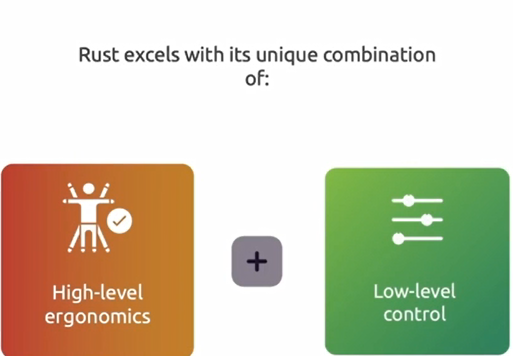 Rust excels with its unique combination
of:
High-level
ergonomics
+
Low-level
control